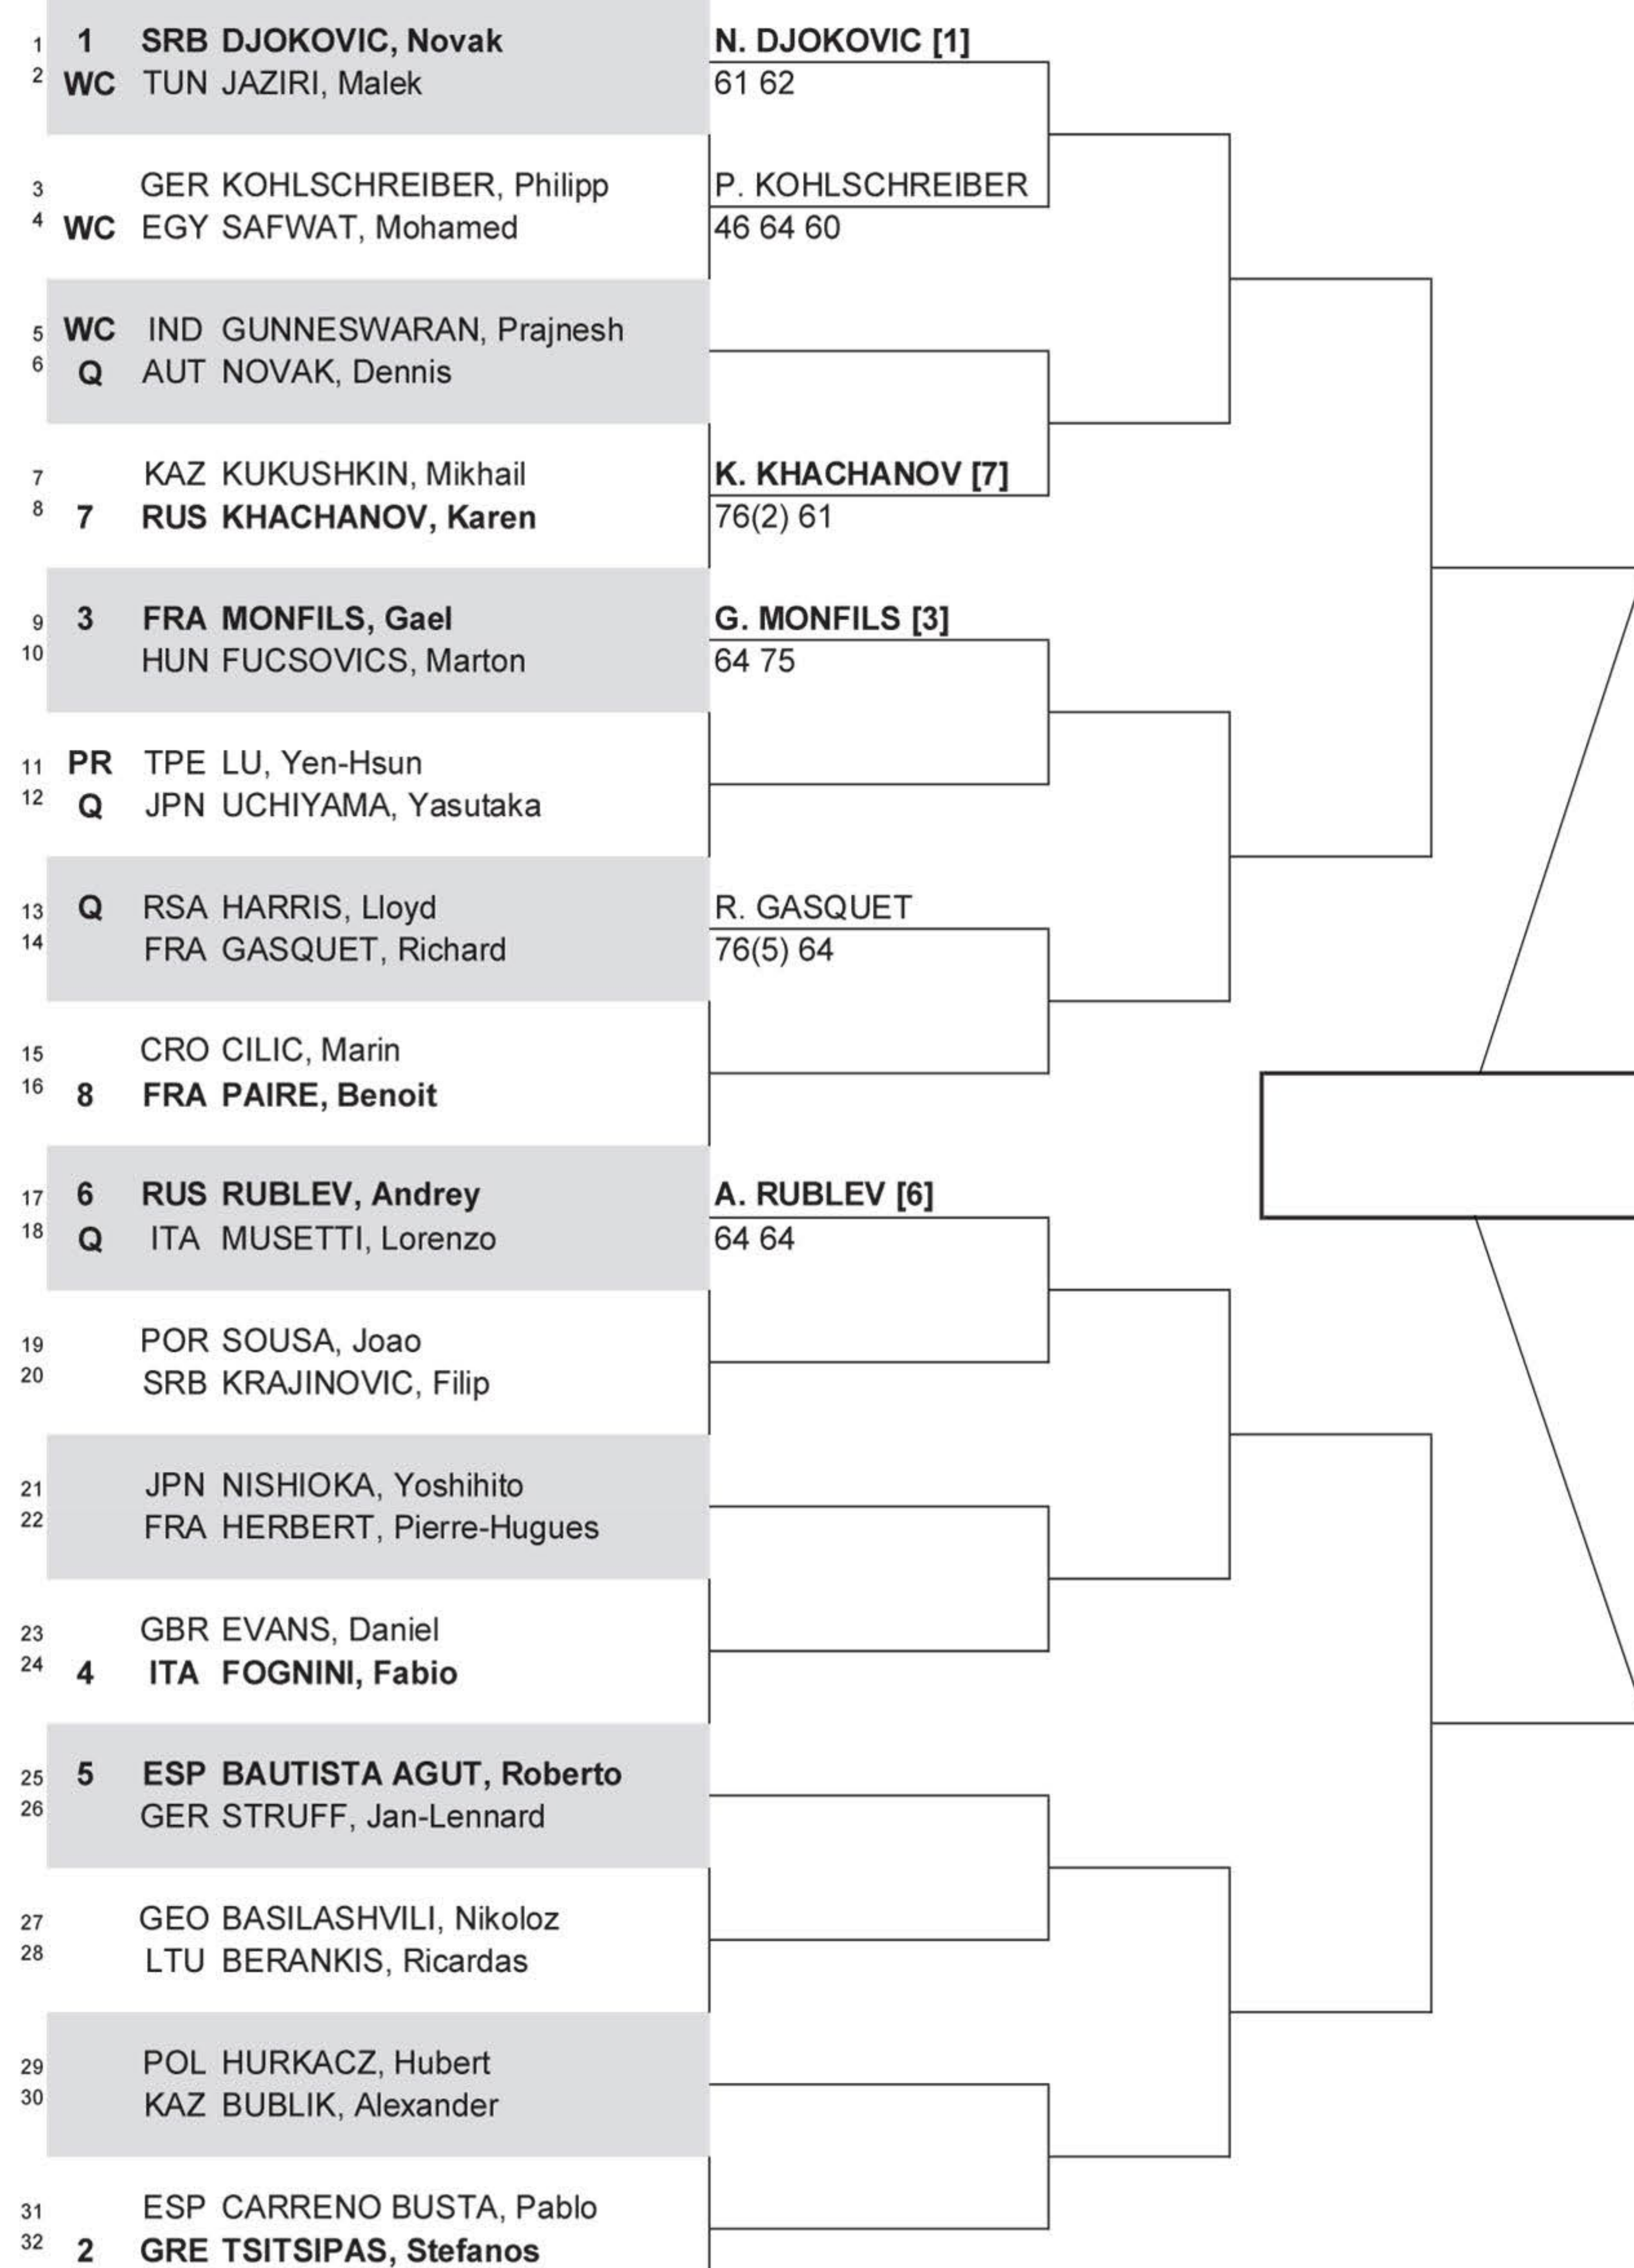 1 1 SRB DJOKOVIC, Novak N. DJOKOVIC [1]
2 WC TUN JAZIRI, Malek 61 62
3 GER KOHLSCHREIBER, Philipp P. KOHLSCHREIBER
4 WC EGY SAFWAT, Mohamed 46 64 60
5 WC IND GUNNESWARAN, Prajnesh
6 Q AUT NOVAK, Dennis
7 KAZ KUKUSHKIN, Mikhail K. KHACHANOV [7]
8 7 RUS KHACHANOV, Karen 76(2) 61
9 3 FRA MONFILS, Gael G. MONFILS [3]
10 HUN FUCSOVICS, Marton 64 75
11 PR TPE LU, Yen-Hsun
12 Q JPN UCHIYAMA, Yasutaka
13 Q RSA HARRIS, Lloyd R. GASQUET
14 FRA GASQUET, Richard 76(5) 64
15 CRO CILIC, Marin
16 8 FRA PAIRE, Benoit
17 6 RUS RUBLEV, Andrey A. RUBLEV [6]
18 Q ITA MUSETTI, Lorenzo 64 64
19 POR SOUSA, Joao
20 SRB KRAJINOVIC, Filip
21 JPN NISHIOKA, Yoshihito
22 FRA HERBERT, Pierre-Hugues
23 GBR EVANS, Daniel
24 4 ITA FOGNINI, Fabio
25 5 ESP BAUTISTA AGUT, Roberto
26 GER STRUFF, Jan-Lennard
27 GEO BASILASHVILI, Nikoloz
28 LTU BERANKIS, Ricardas
29 POL HURKACZ, Hubert
30 KAZ BUBLIK, Alexander
31 ESP CARRENO BUSTA, Pablo
32 2 GRE TSITSIPAS, Stefanos